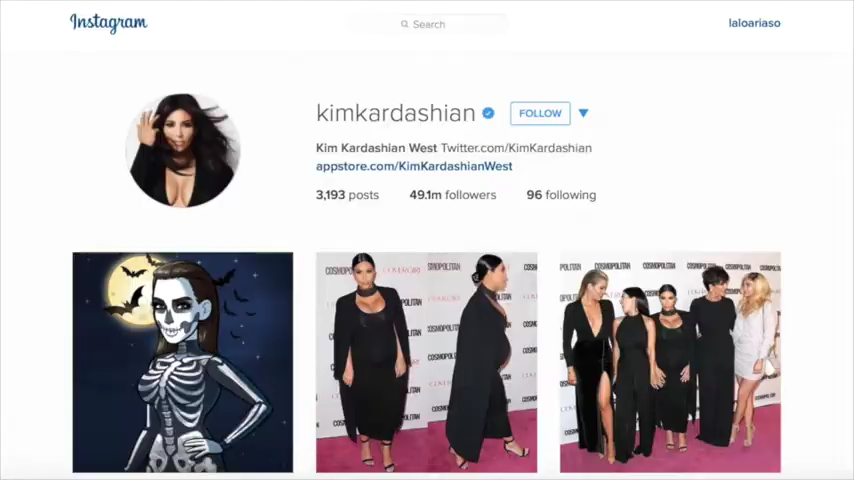 Instagram
Search
laloariaso
kimkardashian
FOLLOW
Kim Kardashian West Twitter.com/KimKardashian
appstore.com/KimKardashianWest
3,193 posts 49.1m followers 96 following
COSMOPOLITAN
COSMOPOLITAN
COSMOPOLITAN
COSMOPOLITAN